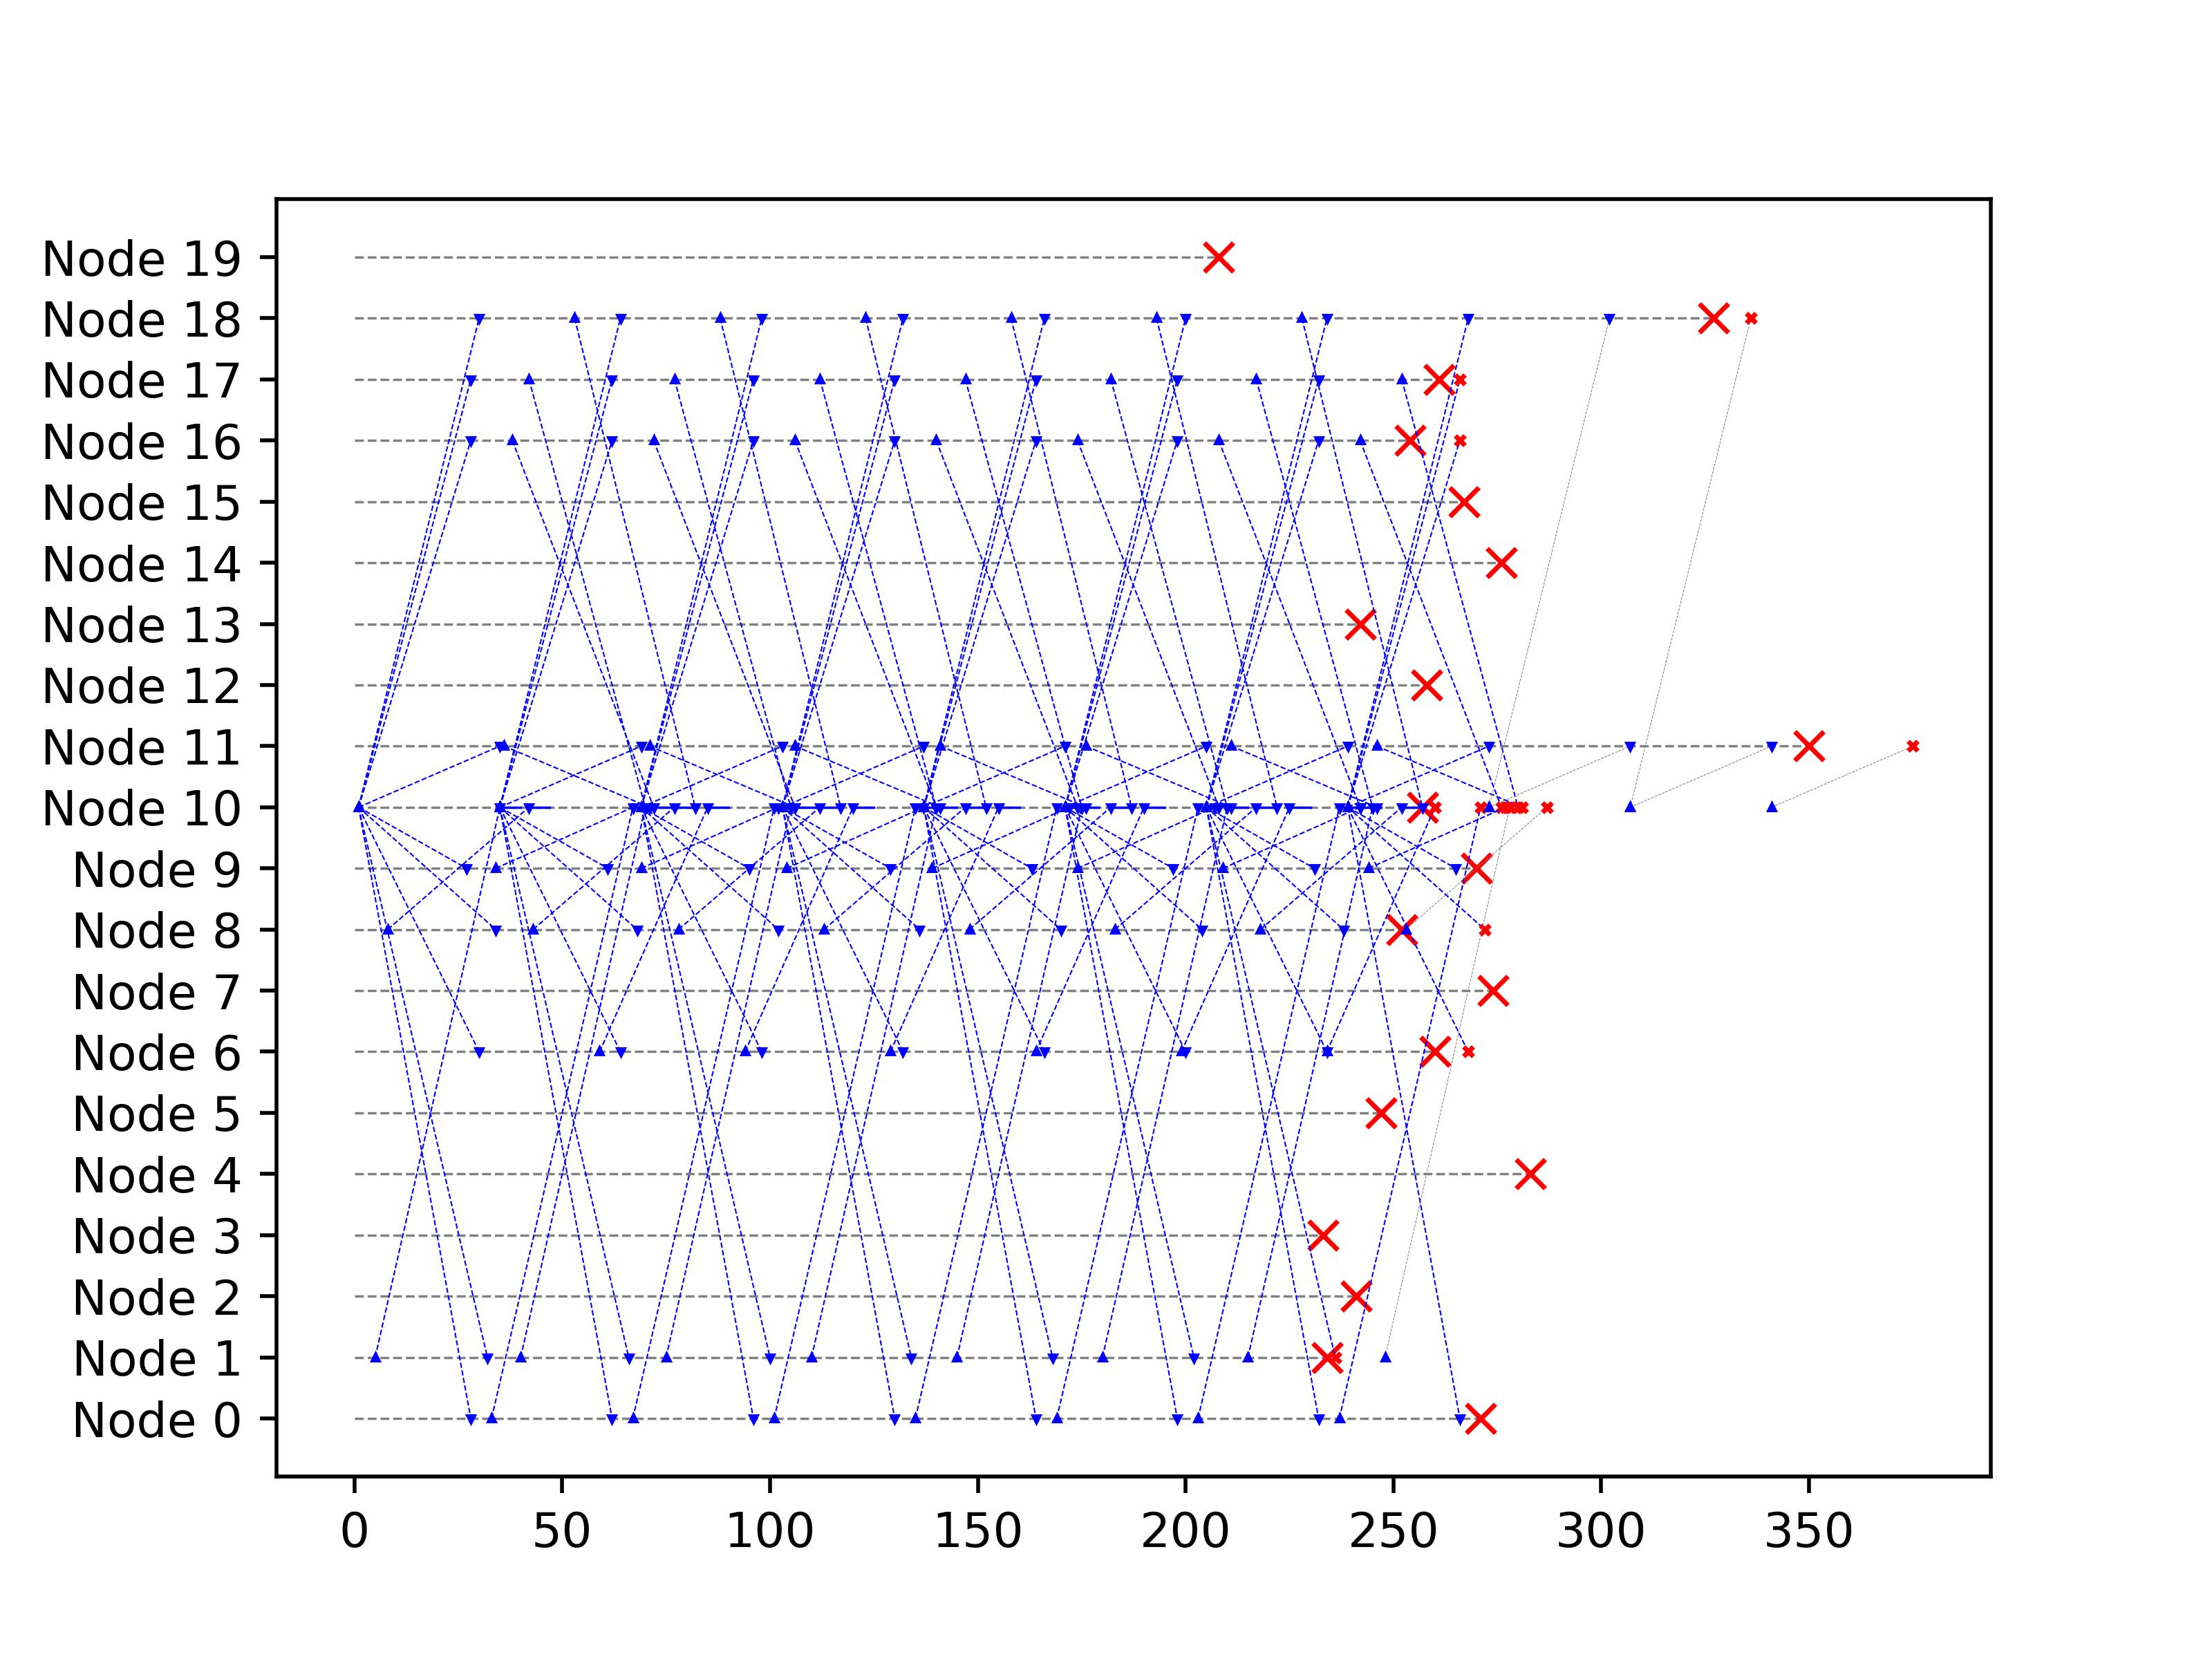 Node 19
Node 18
Node 17
Node 16
Node 15
Node 14
Node 13
Node 12
Node 11
Node 10
Node 9
Node 8
Node 7
Node 6
Node 5
Node 4
Node 3
Node 2
Node 1
Node 0
0 50 100 150 200 250 300 350